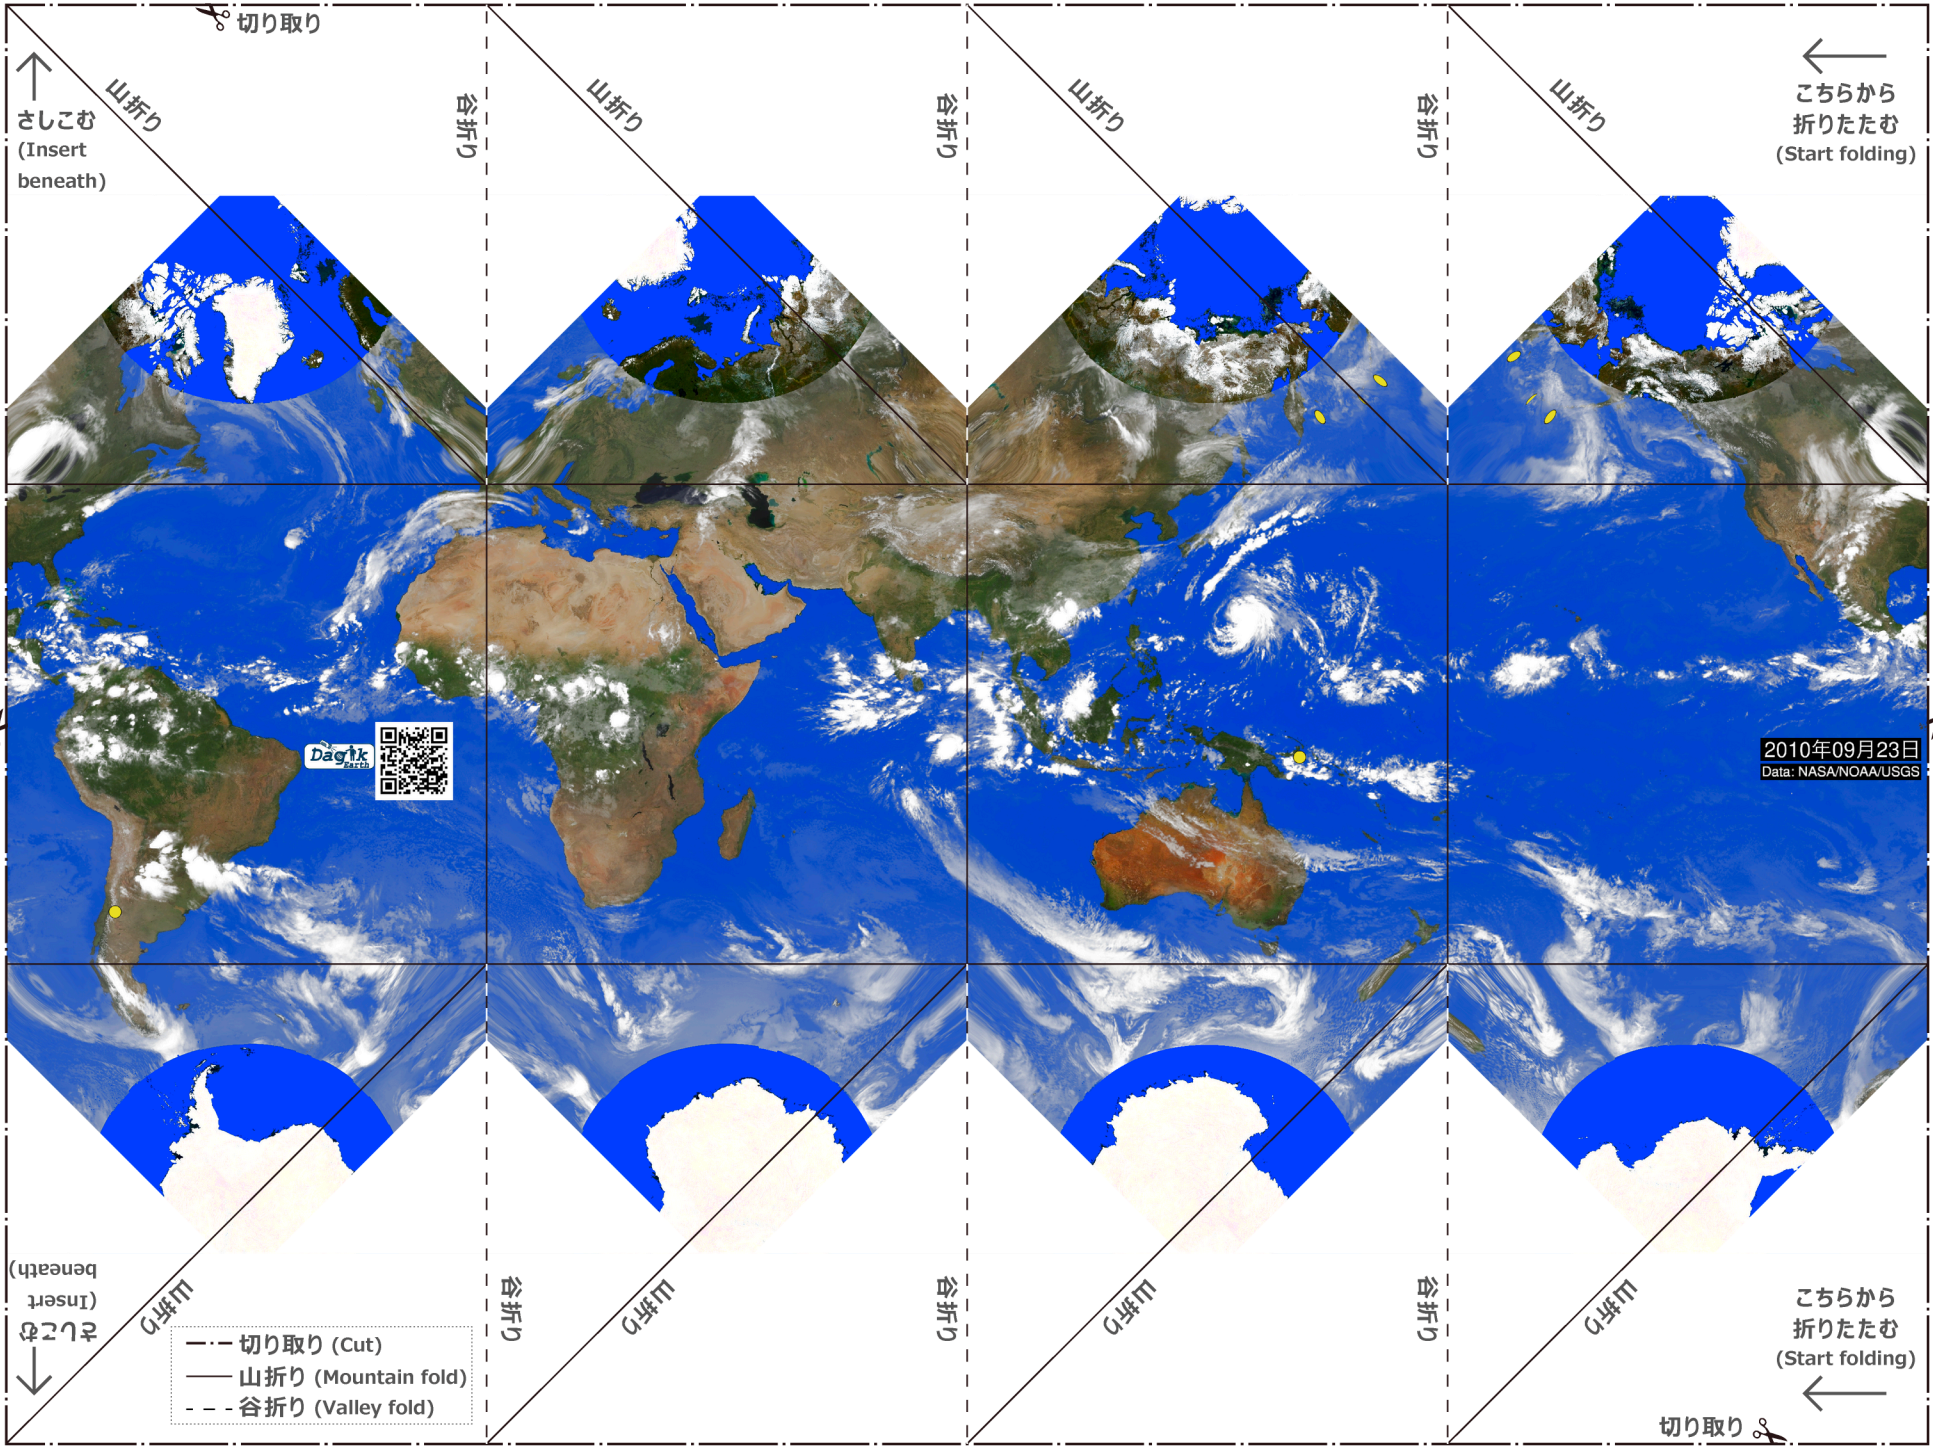 切り取り
山折り
谷折り
山折り
谷折り
山折り
谷折り
山折り
さしこむ
(Insert
beneath)
こちらから
折りたたむ
(Start folding)
Dagik
Earth
2010年09月23日
Data: NASA/NOAA/USGS
さしこむ
(Insert
beneath)
山折り
谷折り
山折り
谷折り
山折り
谷折り
山折り
こちらから
折りたたむ
(Start folding)
切り取り (Cut)
山折り (Mountain fold)
谷折り (Valley fold)
切り取り